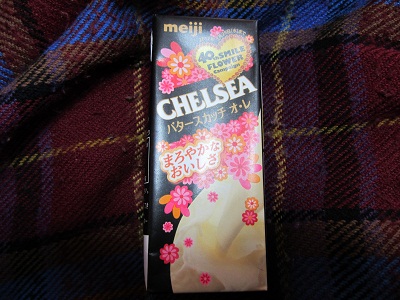 meiji
40th SMILE
FLOWER
Campaign
CHELSEA
バタースカッチ オ・レ
まろやかな
おいしさ